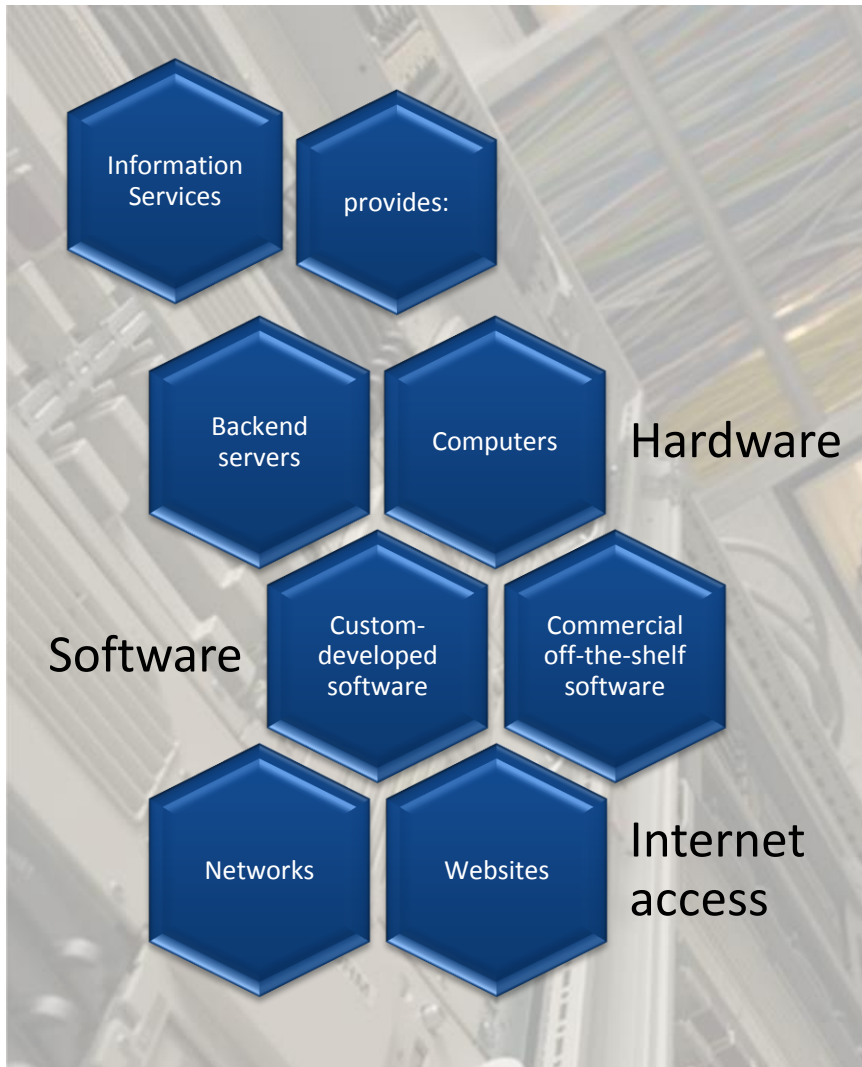 Information
Services
provides:
Backend
servers
Computers
Hardware
Software
Custom-
developed
software
Commercial
off-the-shelf
software
Networks
Websites
Internet
access